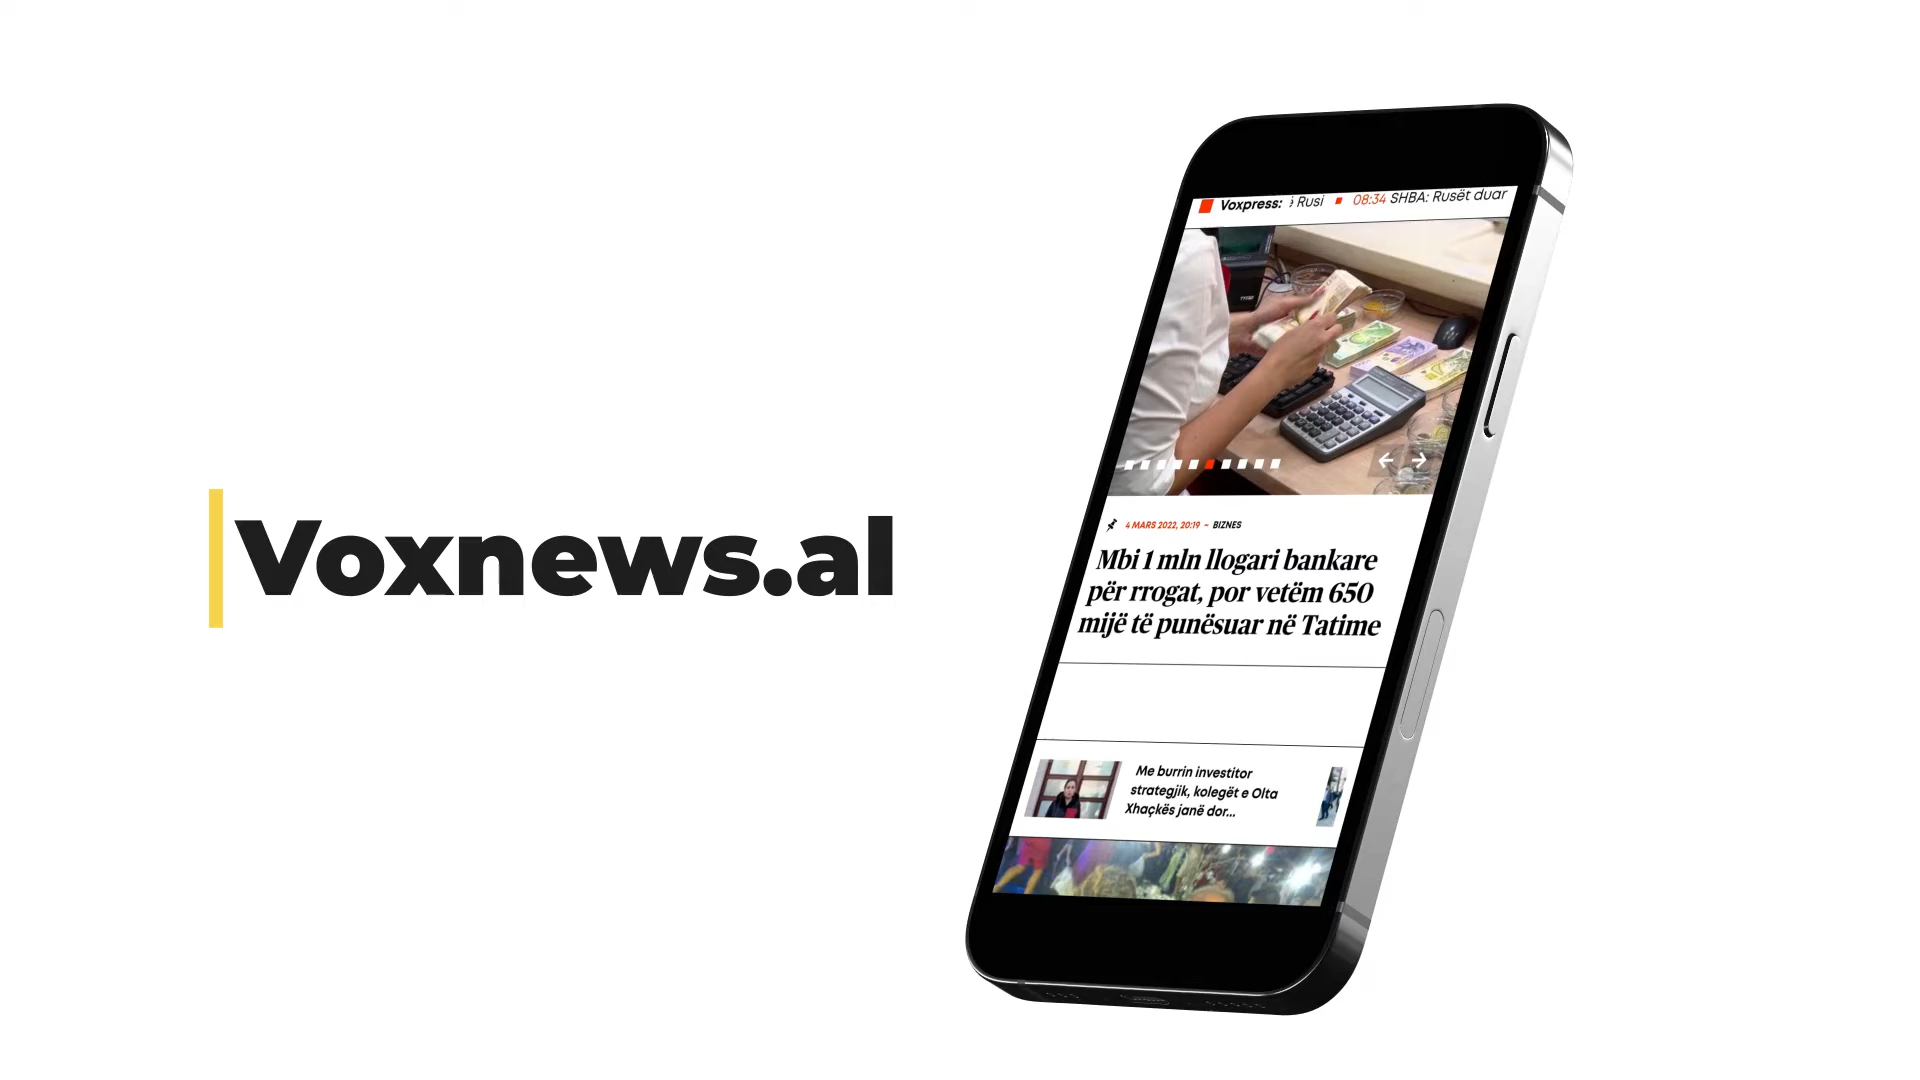 Voxnews.al
Voxpress: Rusi 08:34 SHBA: Rusët duar
4 MARS 2022, 20:19 – BIZNES
Mbi 1 mln llogari bankare
për rrogat, por vetëm 650
mijë të punësuar në Tatime
Me burrin investitor
strategjik, kolegët e Olta
Xhaçkës janë dor...